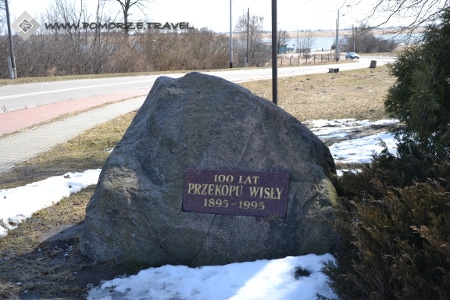 WWW.POMORZE.TRAVEL
100 LAT
PRZEKOPU WISŁY
1895-1995